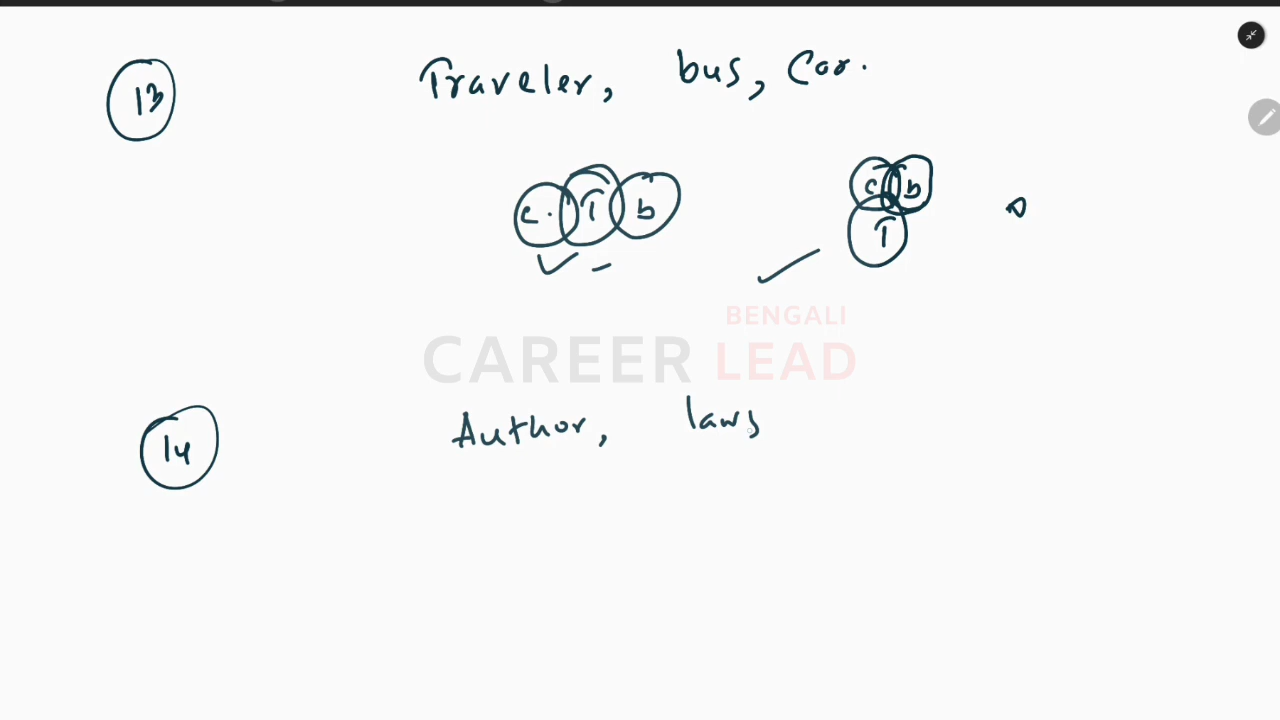 13 Traveler, bus, Car.
c. T b
c b
T
BENGALI
CAREER LEAD
14 Author, laws